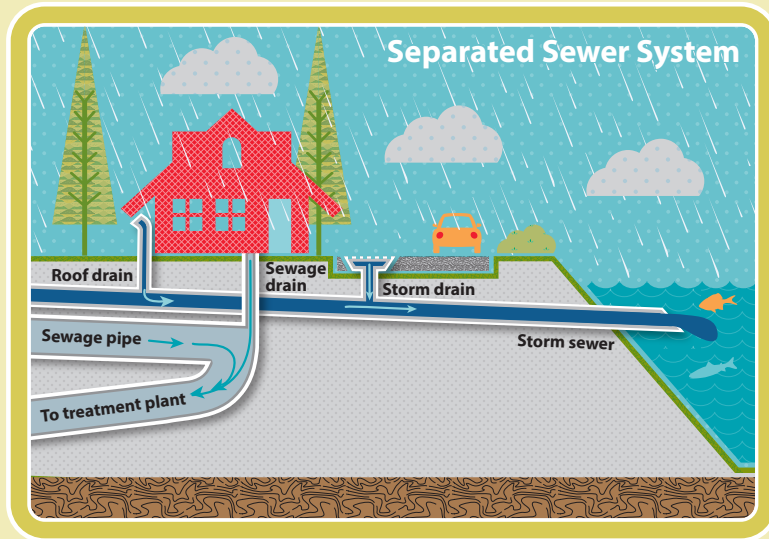 Separated Sewer System
Roof drain
Sewage
drain
Storm drain
Sewage pipe
Storm sewer
To treatment plant